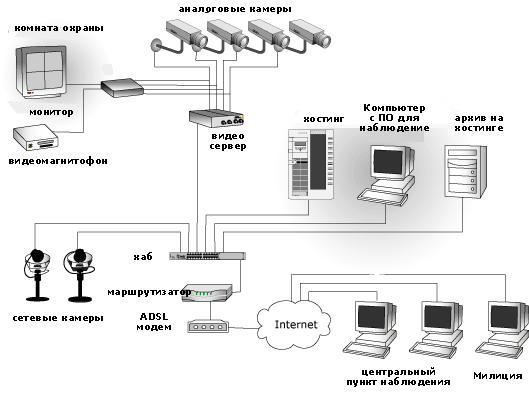 аналоговые камеры
комната охраны
монитор
видеомагнитофон
видео
сервер
хостинг
Компьютер
с ПО для
наблюдение
архив на
хостинге
хаб
маршрутизатор
сетевые камеры
ADSL
модем
Internet
центральный
пункт наблюдения
Милиция